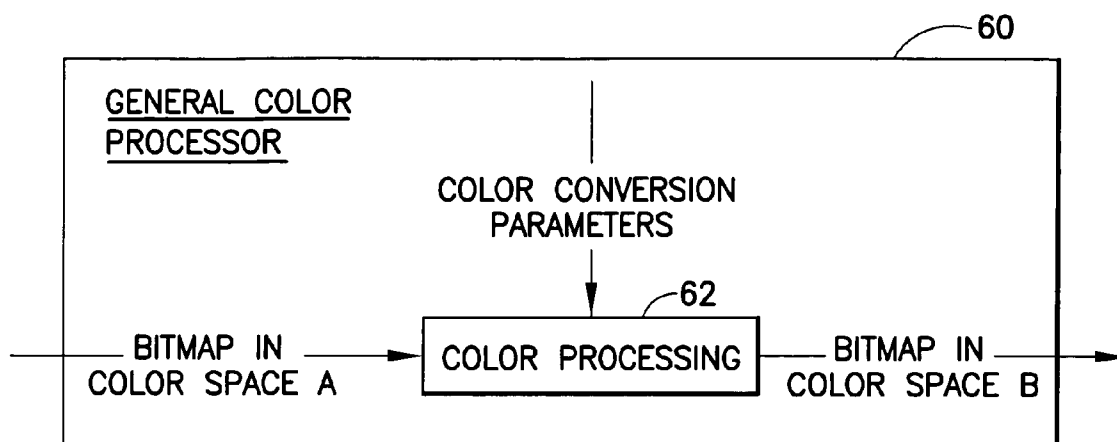 60
GENERAL COLOR
PROCESSOR
COLOR CONVERSION
PARAMETERS
62
BITMAP IN
COLOR SPACE A
COLOR PROCESSING
BITMAP IN
COLOR SPACE B